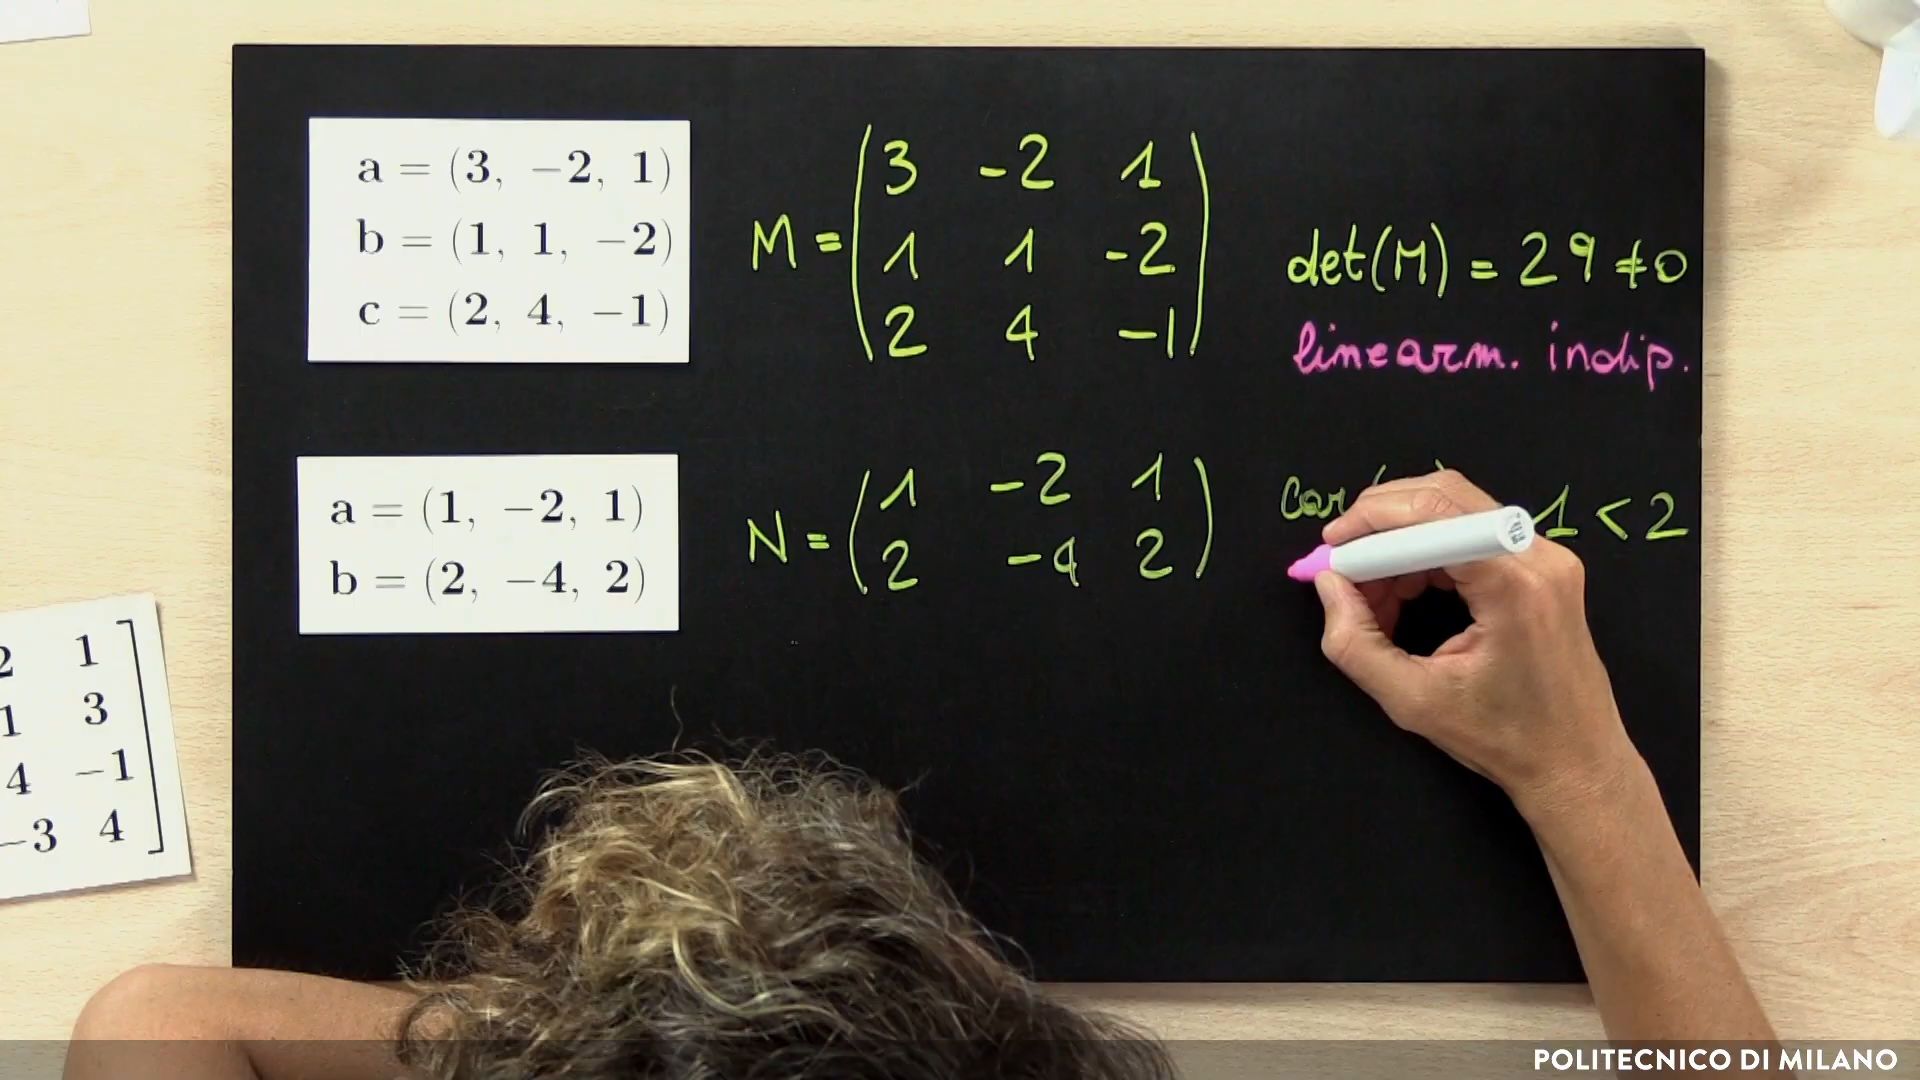 a = (3, −2, 1)
b = (1, 1, −2)
c = (2, 4, −1)
M = ( 3 -2 1
1 1 -2
2 4 -1 )
det(M) = 29 ≠ 0
linearm. indip.
a = (1, −2, 1)
b = (2, −4, 2)
N = ( 1 -2 1
2 -4 2 )
car( 1 < 2
2 1 ]
1 3
4 −1
−3 4
POLITECNICO DI MILANO